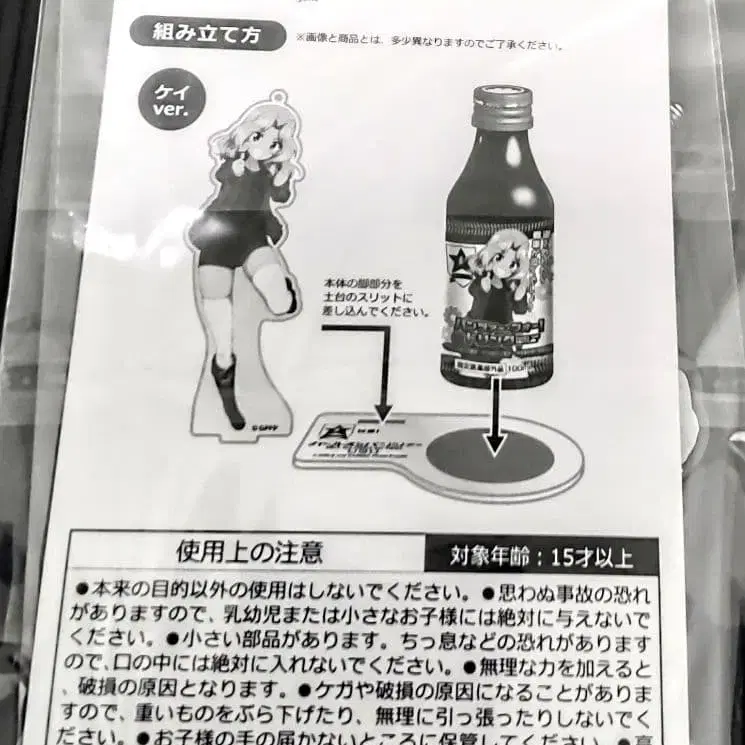 組み立て方
※画像と商品とは、多少異なりますのでご了承ください。
ケイ
ver.
本体の脚部分を
土台のスリットに
差し込んでください。
©GPFP
指定医薬部外品 100ml
使用上の注意
対象年齢：15才以上
●本来の目的以外の使用はしないでください。●思わぬ事故の恐れ
がありますので、乳幼児または小さなお子様には絶対に与えないで
ください。●小さい部品があります。ちっ息などの恐れがあります
ので、口の中には絶対に入れないでください。●無理な力を加えると
、破損の原因となります。●ケガや破損の原因になることがありま
すので、重いものをぶら下げたり、無理に引っ張ったりしないでく
ださい。●お子様の手の届かないところに保管してください。●高